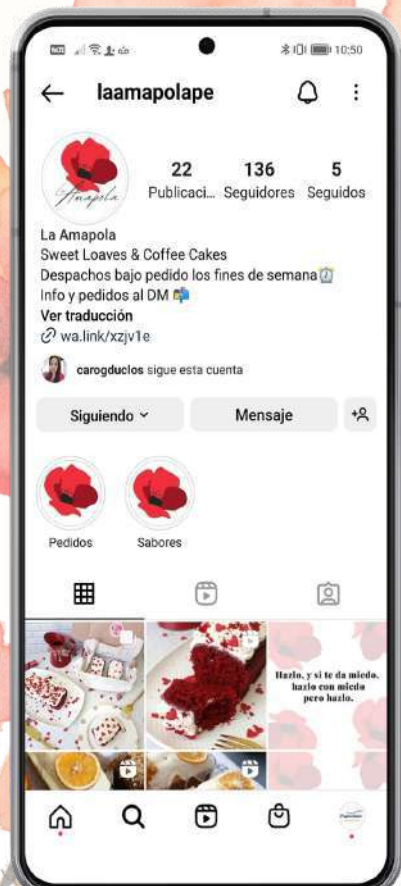 10:50
laamapolape
Amapola
22 136 5
Publicaci... Seguidores Seguidos
La Amapola
Sweet Loaves & Coffee Cakes
Despachos bajo pedido los fines de semana
Info y pedidos al DM
Ver traducción
wa.link/xzjv1e
carogduclos sigue esta cuenta
Siguiendo
Mensaje
Pedidos Sabores
Hazlo, y si te da miedo,
hazlo con miedo
pero hazlo.